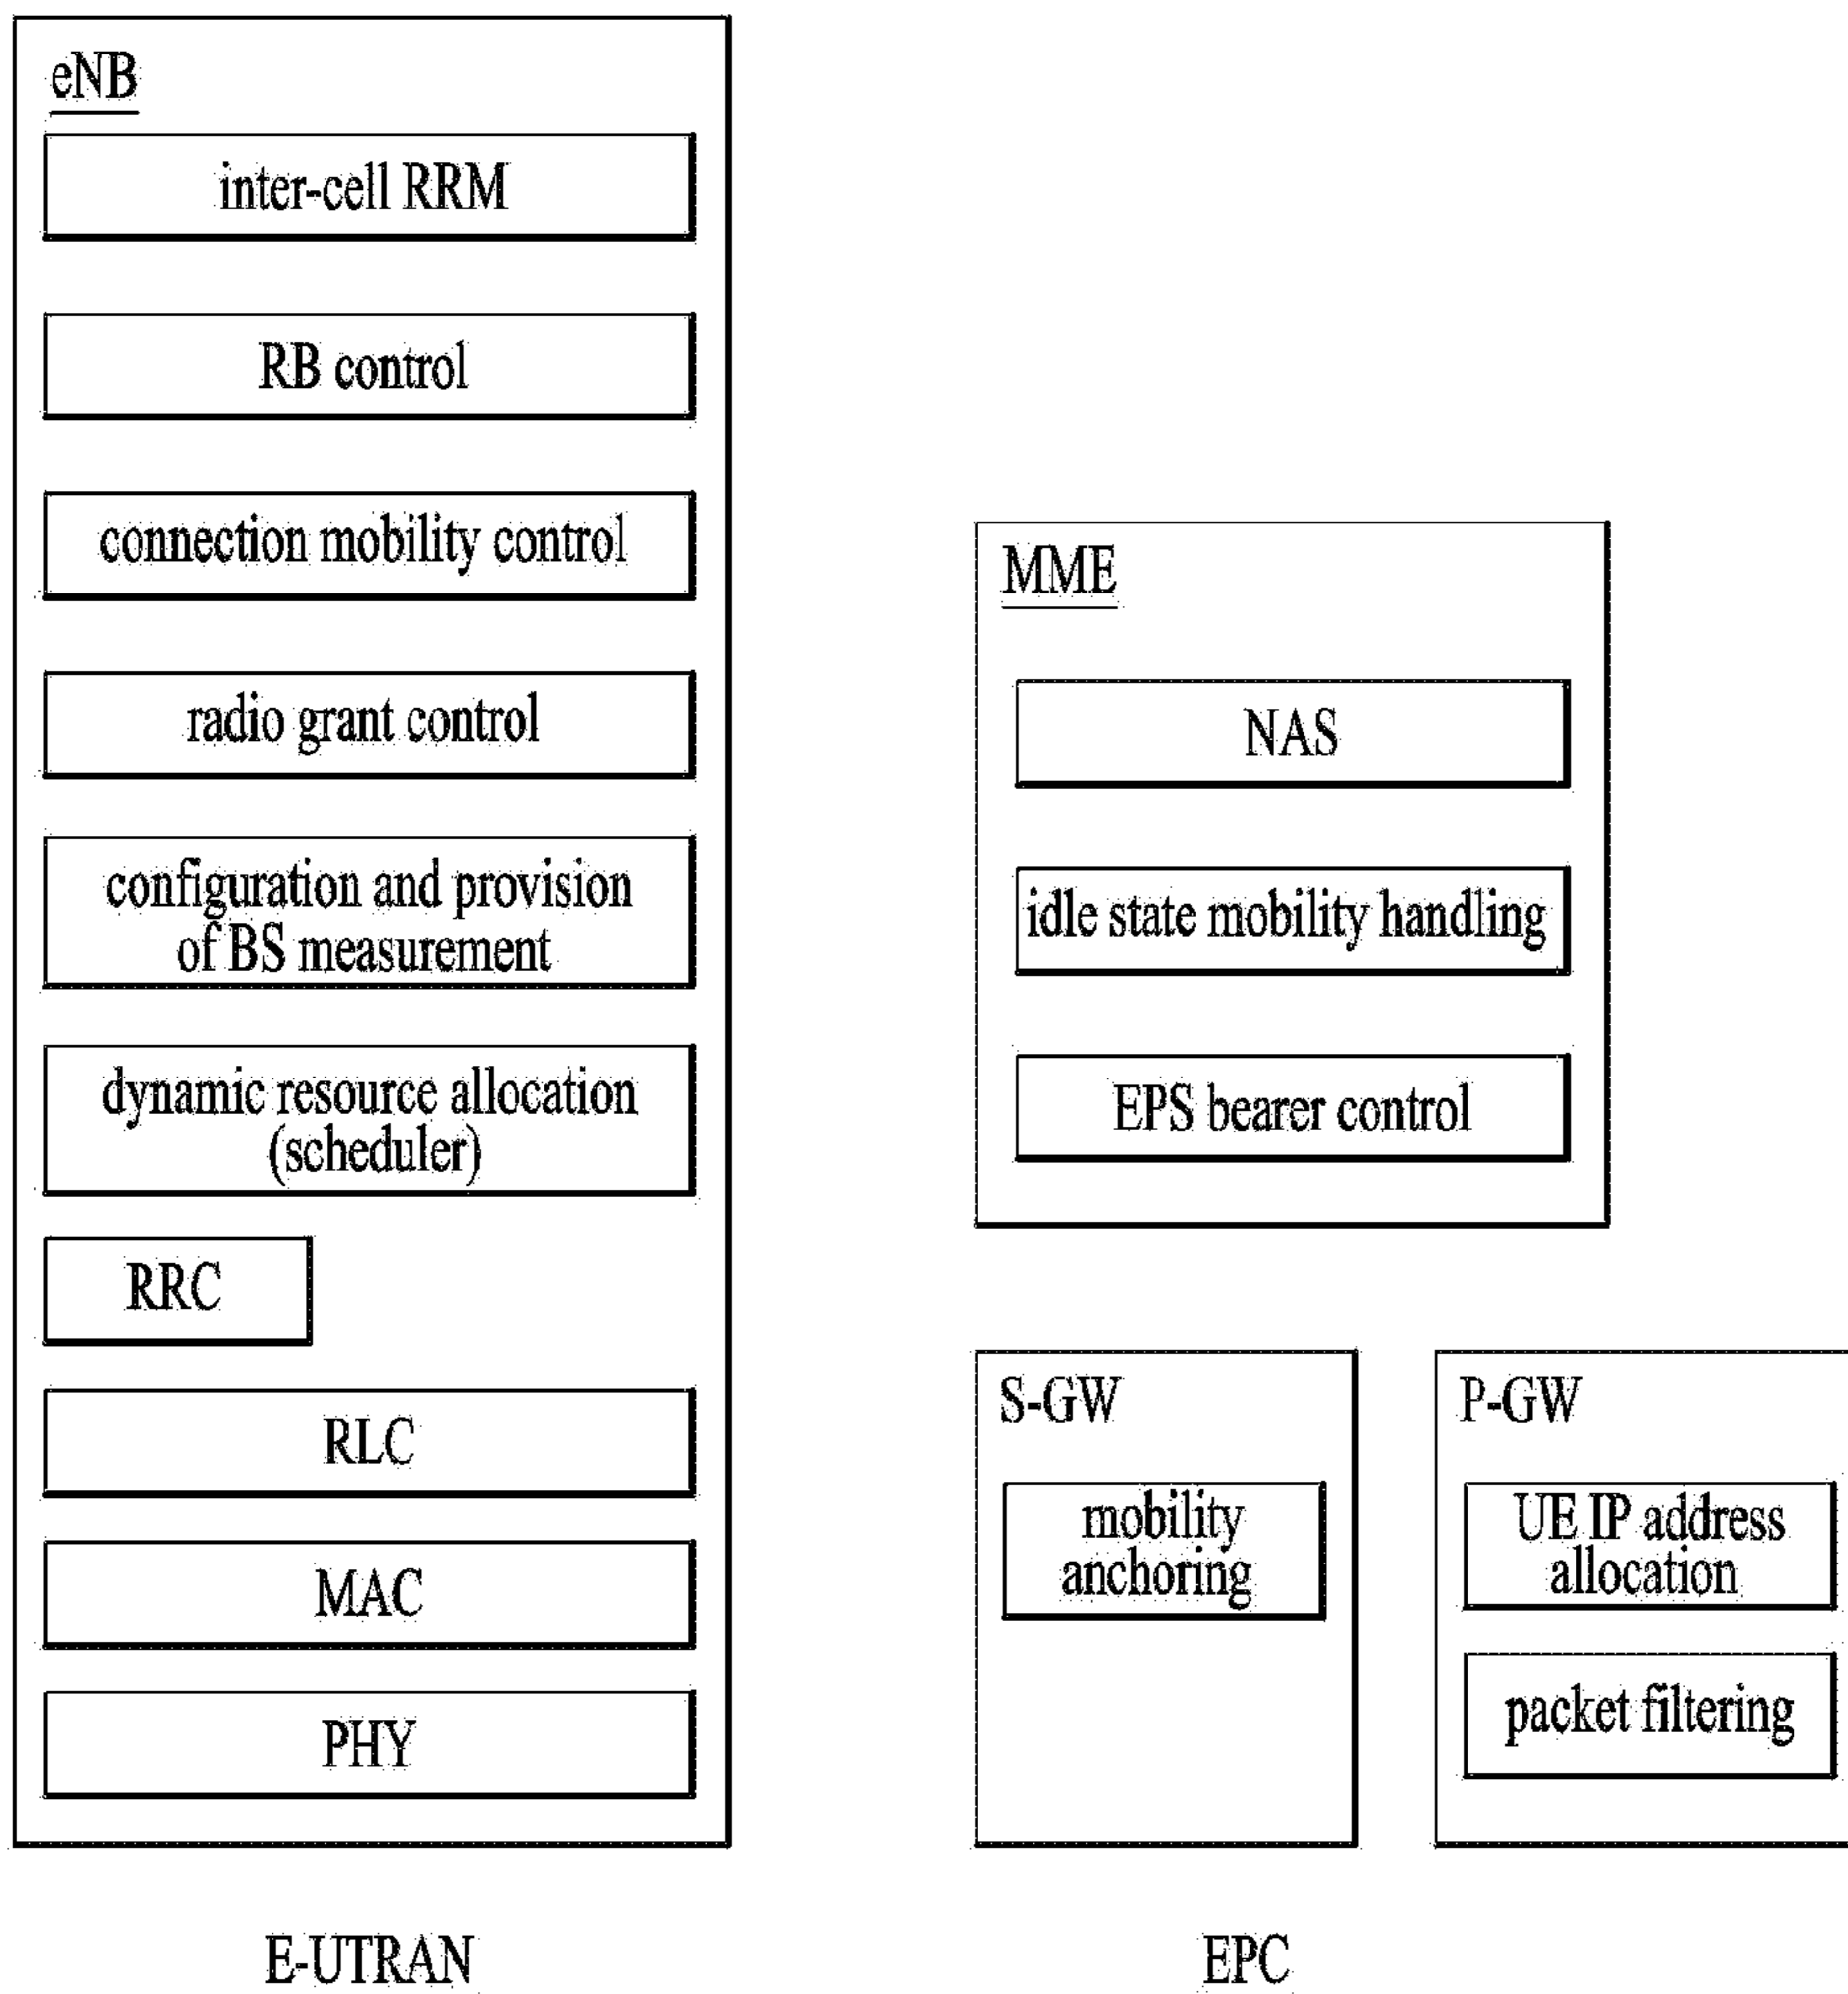 eNB
inter-cell RRM
RB control
connection mobility control
radio grant control
configuration and provision
of BS measurement
dynamic resource allocation
(scheduler)
RRC
RLC
MAC
PHY
E-UTRAN
MME
NAS
idle state mobility handling
EPS bearer control
S-GW
mobility
anchoring
P-GW
UE IP address
allocation
packet filtering
EPC